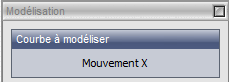 Modélisation
Courbe à modéliser
Mouvement X